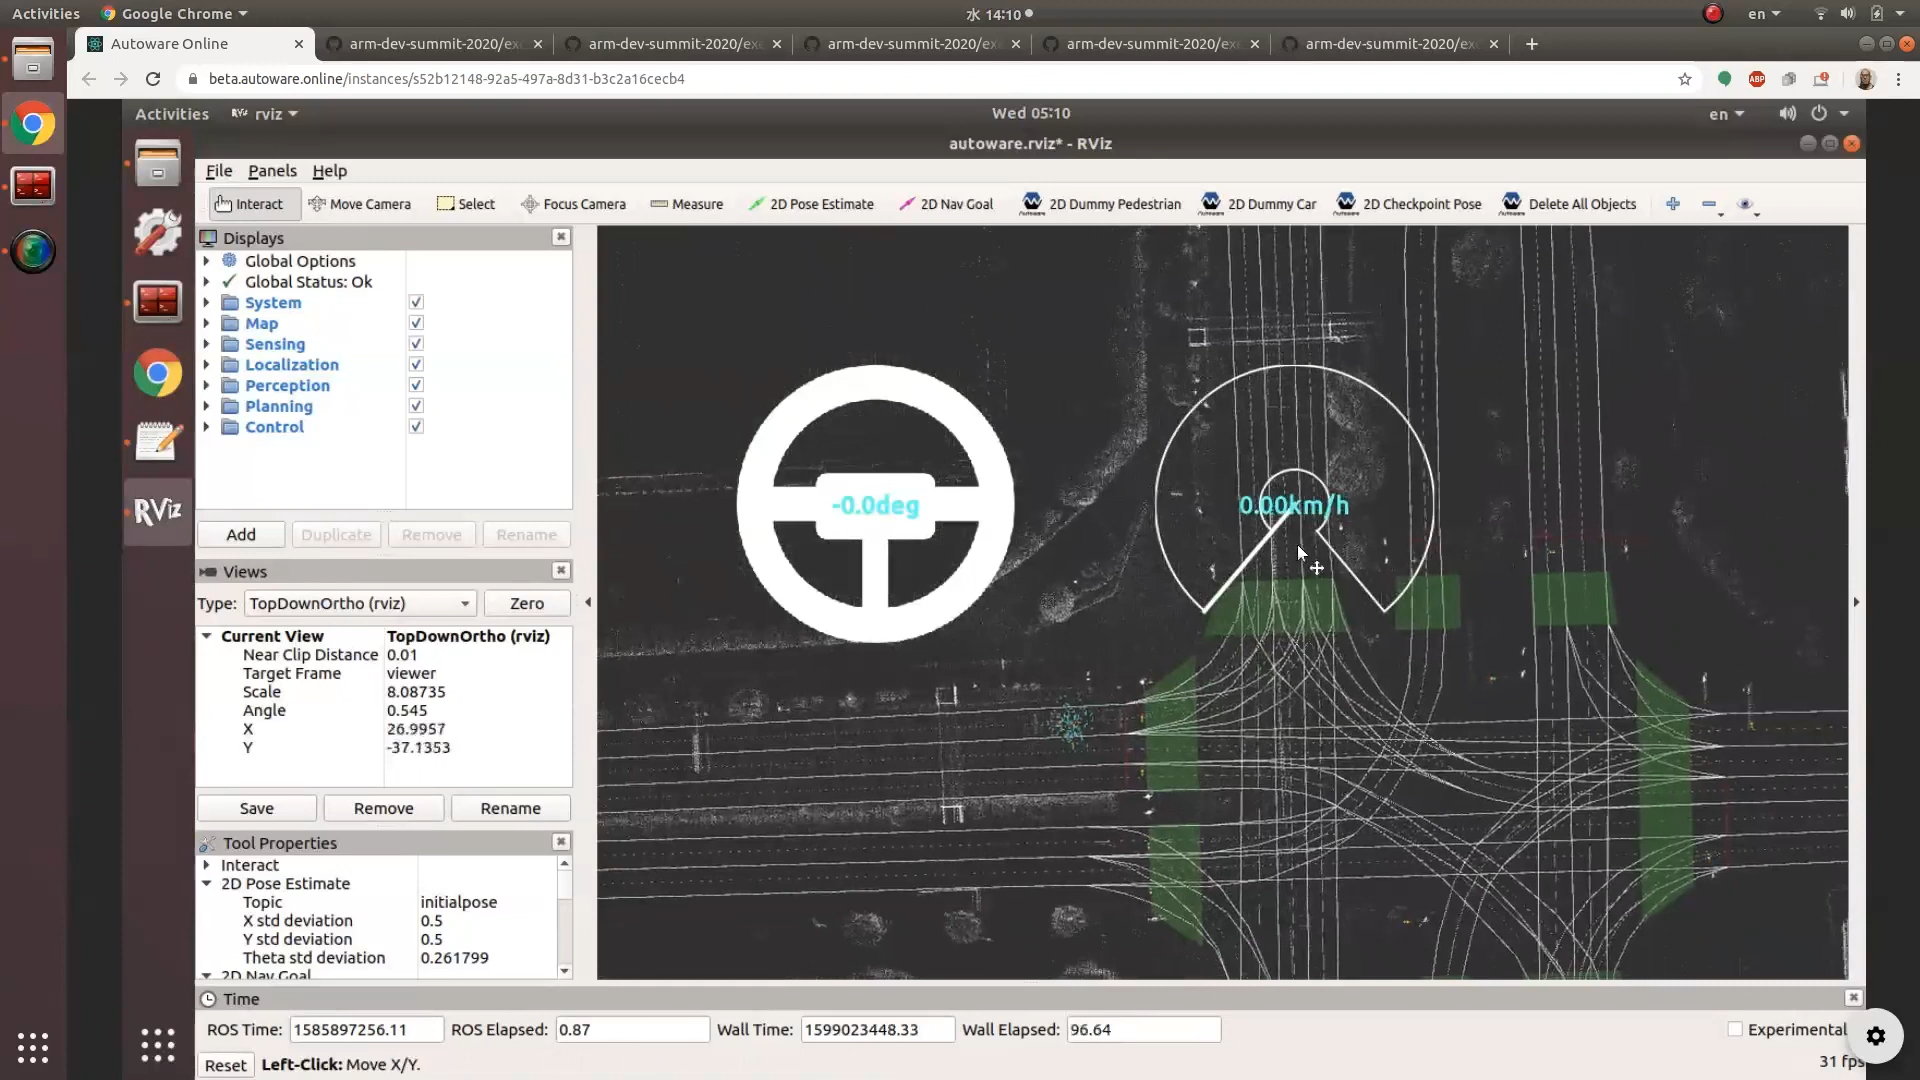 Activities Google Chrome 水 14:10 en
Autoware Online arm-dev-summit-2020/ex arm-dev-summit-2020/ex arm-dev-summit-2020/ex arm-dev-summit-2020/ex arm-dev-summit-2020/ex
beta.autoware.online/instances/s52b12148-92a5-497a-8d31-b3c2a16cecb4 ABP
Activities RViz rviz Wed 05:10 en
autoware.rviz* - RViz
File Panels Help
Interact Move Camera Select Focus Camera Measure 2D Pose Estimate 2D Nav Goal 2D Dummy Pedestrian 2D Dummy Car 2D Checkpoint Pose Delete All Objects
Displays
Global Options
Global Status: Ok
System
Map
Sensing
Localization
Perception
Planning
Control
Add Duplicate Remove Rename
RViz
-0.0deg
0.00km/h
Views
Type: TopDownOrtho (rviz) Zero
Current View TopDownOrtho (rviz)
Near Clip Distance 0.01
Target Frame viewer
Scale 8.08735
Angle 0.545
X 26.9957
Y -37.1353
Save Remove Rename
Tool Properties
Interact
2D Pose Estimate
Topic initialpose
X std deviation 0.5
Y std deviation 0.5
Theta std deviation 0.261799
2D Nav Goal
Time
ROS Time: 1585897256.11 ROS Elapsed: 0.87 Wall Time: 1599023448.33 Wall Elapsed: 96.64 Experimental
Reset Left-Click: Move X/Y. 31 fps